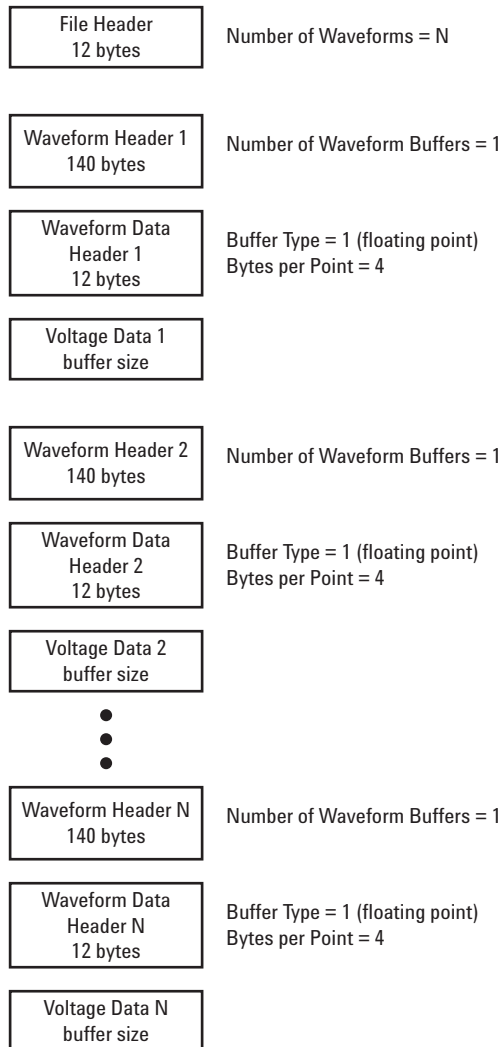 File Header
12 bytes
Number of Waveforms = N
Waveform Header 1
140 bytes
Number of Waveform Buffers = 1
Waveform Data
Header 1
12 bytes
Buffer Type = 1 (floating point)
Bytes per Point = 4
Voltage Data 1
buffer size
Waveform Header 2
140 bytes
Number of Waveform Buffers = 1
Waveform Data
Header 2
12 bytes
Buffer Type = 1 (floating point)
Bytes per Point = 4
Voltage Data 2
buffer size
Waveform Header N
140 bytes
Number of Waveform Buffers = 1
Waveform Data
Header N
12 bytes
Buffer Type = 1 (floating point)
Bytes per Point = 4
Voltage Data N
buffer size